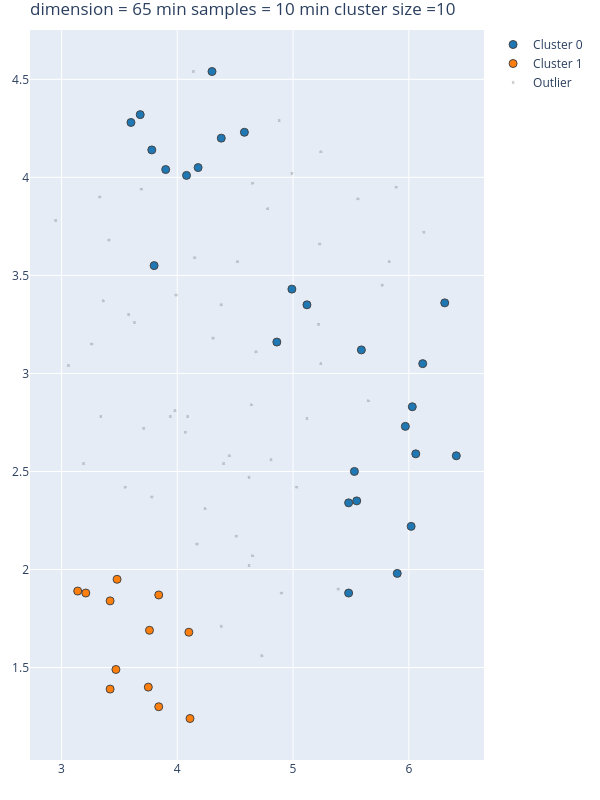 dimension = 65 min samples = 10 min cluster size =10
Cluster 0
Cluster 1
Outlier
4.5
4
3.5
3
2.5
2
1.5
3 4 5 6